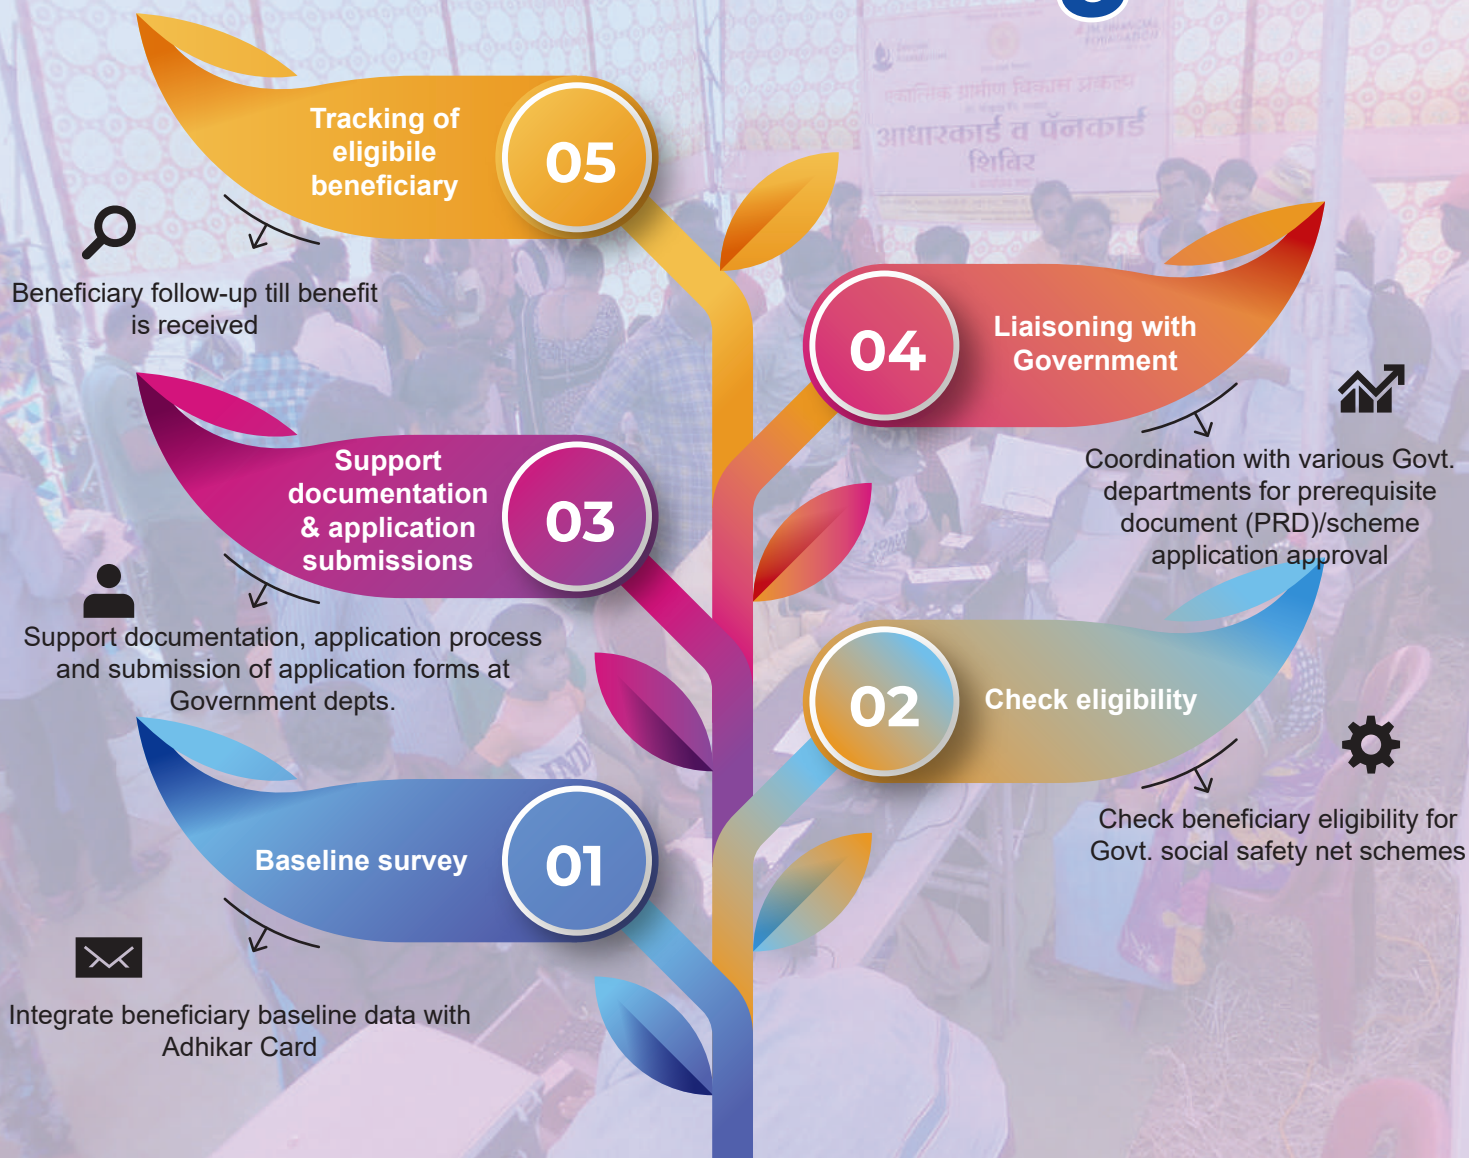 एकात्मिक ग्रामीण विकास प्रकल्प
आधारकार्ड व पॅनकार्ड
शिबिर
Tracking of
eligibile
beneficiary
05
Beneficiary follow-up till benefit
is received
04
Liaisoning with
Government
Coordination with various Govt.
departments for prerequisite
document (PRD)/scheme
application approval
Support
documentation
& application
submissions
03
Support documentation, application process
and submission of application forms at
Government depts.
02
Check eligibility
Check beneficiary eligibility for
Govt. social safety net schemes
Baseline survey
01
Integrate beneficiary baseline data with
Adhikar Card